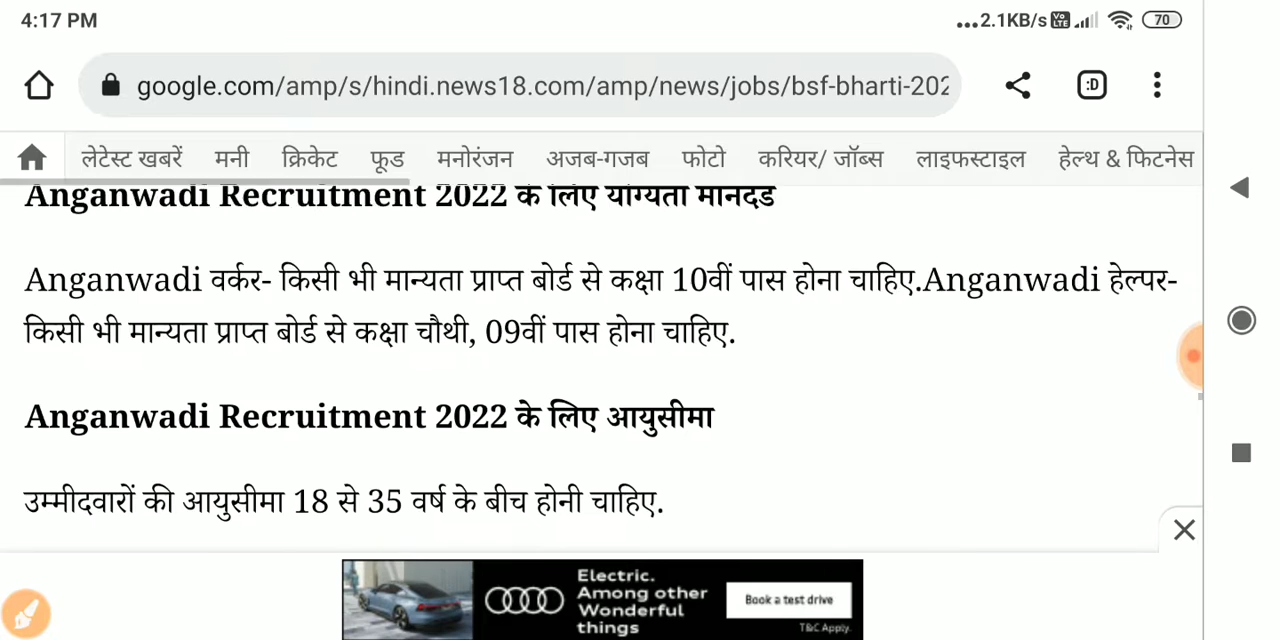 4:17 PM
...2.1KB/s Vo LTE 70
google.com/amp/s/hindi.news18.com/amp/news/jobs/bsf-bharti-202
:D
लेटेस्ट खबरें मनी क्रिकेट फूड मनोरंजन अजब-गजब फोटो करियर/ जॉब्स लाइफस्टाइल हेल्थ & फिटनेस
Anganwadi Recruitment 2022 के लिए योग्यता मानदंड
Anganwadi वर्कर- किसी भी मान्यता प्राप्त बोर्ड से कक्षा 10वीं पास होना चाहिए.Anganwadi हेल्पर-
किसी भी मान्यता प्राप्त बोर्ड से कक्षा चौथी, 09वीं पास होना चाहिए.
Anganwadi Recruitment 2022 के लिए आयुसीमा
उम्मीदवारों की आयुसीमा 18 से 35 वर्ष के बीच होनी चाहिए.
Electric.
Among other
Wonderful
things
Book a test drive
T&C Apply.